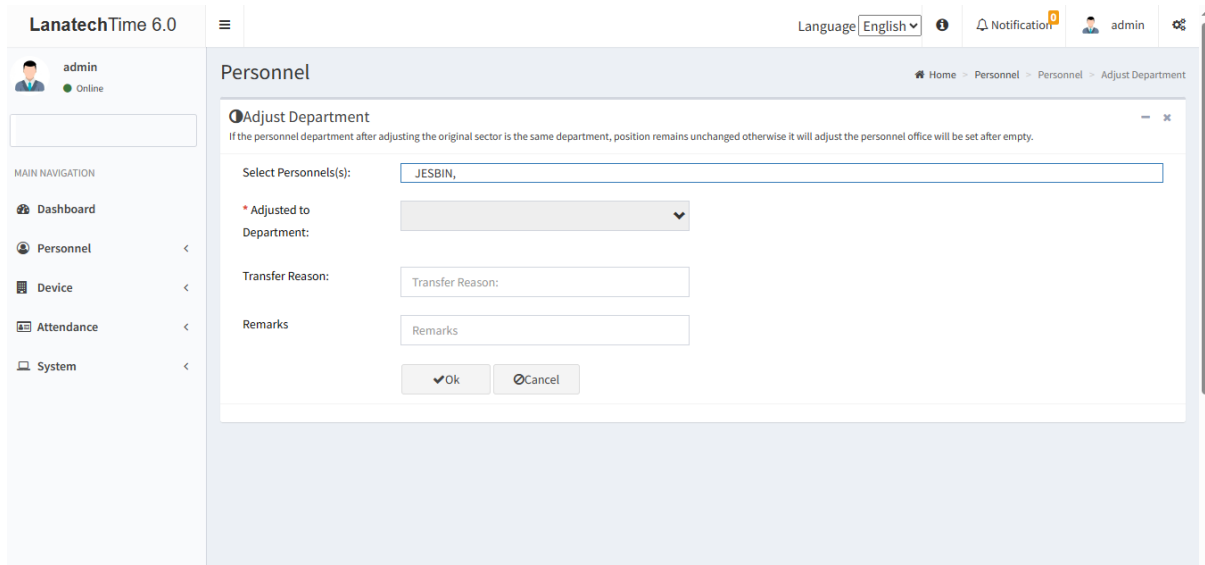 LanatechTime 6.0
Language English
Notification 0
admin
admin
Online
Personnel
Home > Personnel > Personnel > Adjust Department
MAIN NAVIGATION
Dashboard
Personnel
Device
Attendance
System
Adjust Department
If the personnel department after adjusting the original sector is the same department, position remains unchanged otherwise it will adjust the personnel office will be set after empty.
Select Personnels(s):
JESBIN,
* Adjusted to
Department:
Transfer Reason:
Transfer Reason:
Remarks
Remarks
Ok
Cancel